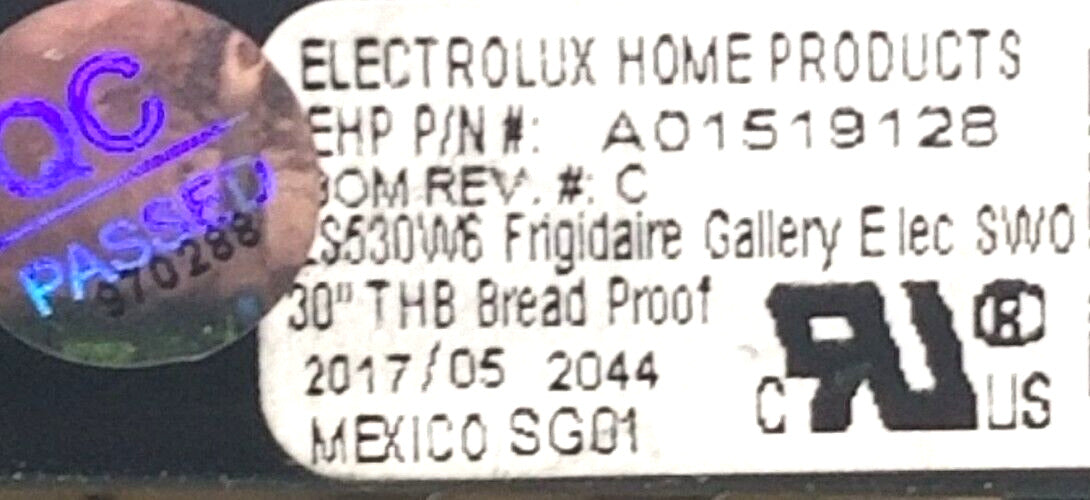 QC
PASSED
970288
ELECTROLUX HOME PRODUCTS
EHP P/N #: A01519128
REV. #: C
Frigidaire Gallery Elec SWO
30" THB Bread Proof
2017/05 2044
MEXICO SG01
C RU ® US